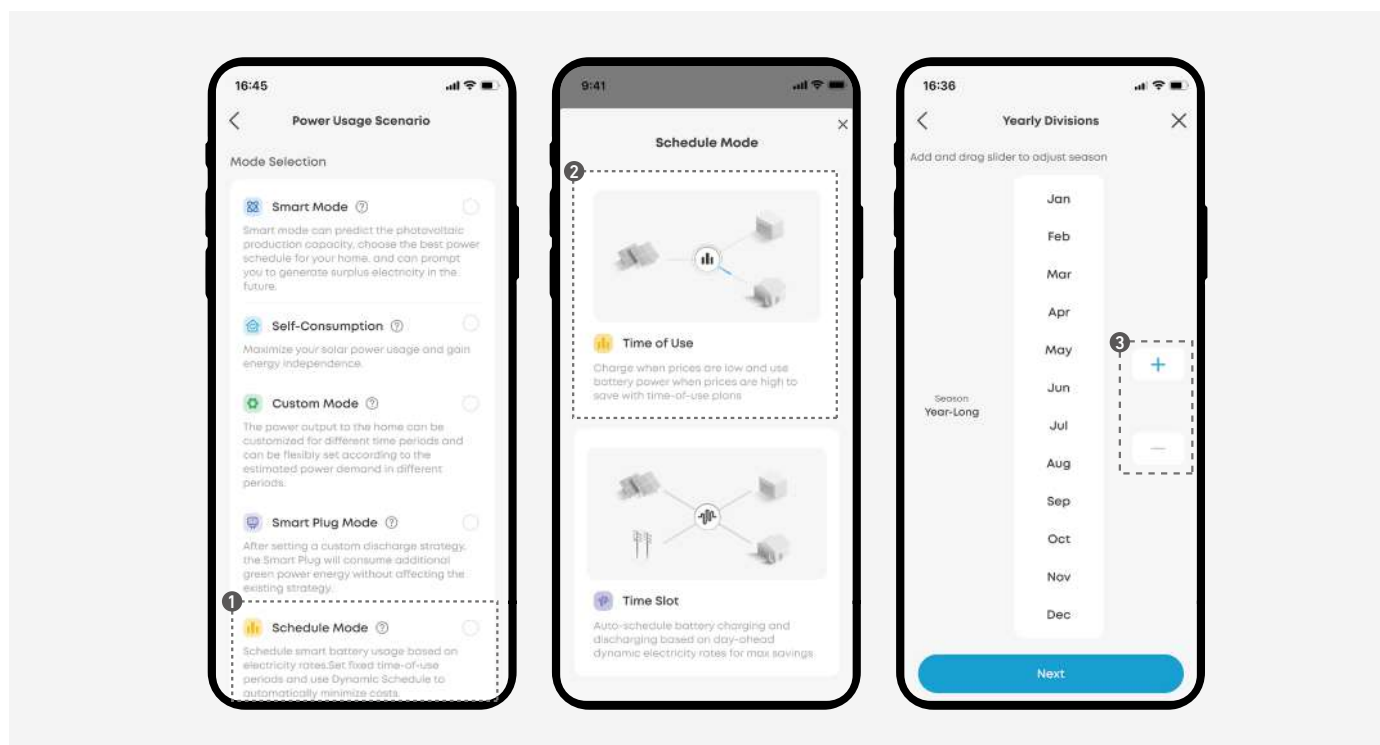 16:45
Power Usage Scenario
Mode Selection
Smart Mode ?
Smart mode can predict the photovoltaic
production capacity, choose the best power
schedule for your home, and can prompt
you to generate surplus electricity in the
future.
Self-Consumption ?
Maximize your solar power usage and gain
energy independence.
Custom Mode ?
The power output to the home can be
customized for different time periods and
can be flexibly set according to the
estimated power demand in different
periods.
Smart Plug Mode ?
After setting a custom discharge strategy,
the Smart Plug will consume additional
green power energy without affecting the
existing strategy.
1
Schedule Mode ?
Schedule smart battery usage based on
electricity rates.Set fixed time-of-use
periods and use Dynamic Schedule to
automatically minimize costs.
9:41
Schedule Mode
2
Time of Use
Charge when prices are low and use
battery power when prices are high to
save with time-of-use plans
Time Slot
Auto-schedule battery charging and
discharging based on day-ahead
dynamic electricity rates for max savings
16:36
Yearly Divisions
Add and drag slider to adjust season
Jan
Feb
Mar
Apr
May
Jun
Jul
Aug
Sep
Oct
Nov
Dec
Season
Year-Long
3
+
−
Next